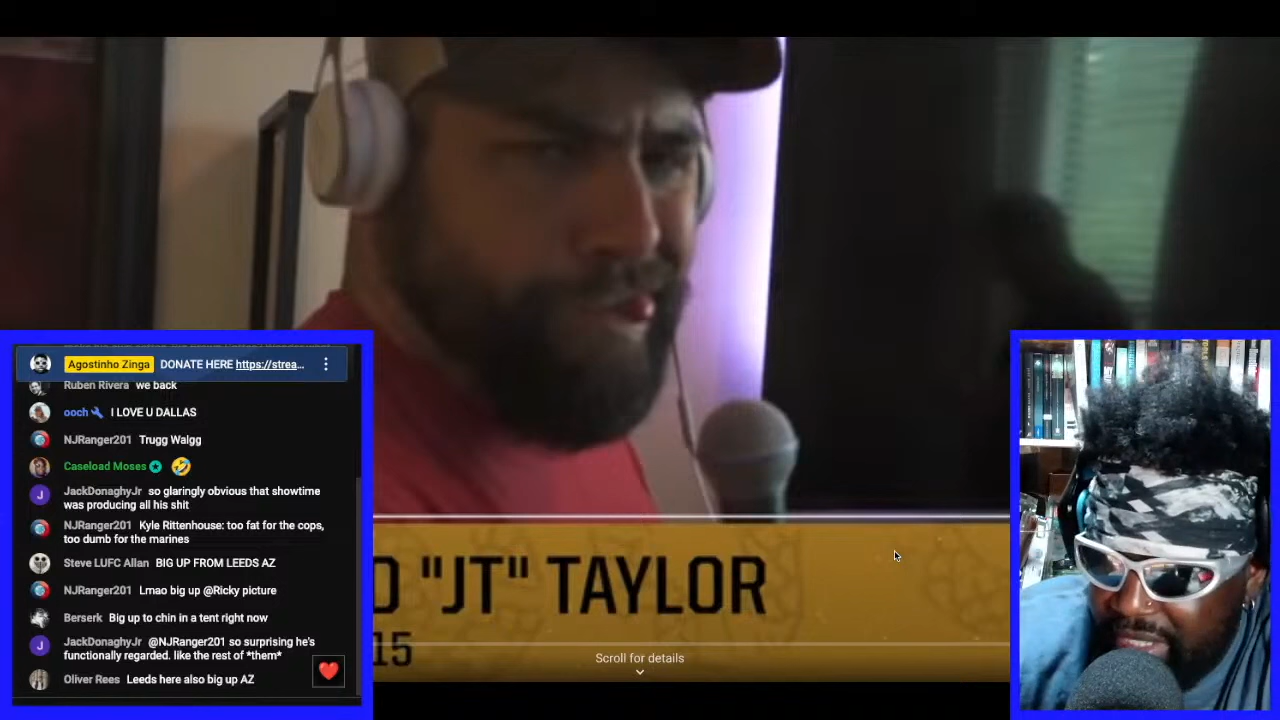 Agostinho Zinga DONATE HERE https://strea...
Ruben Rivera we back
ooch I LOVE U DALLAS
NJRanger201 Trugg Walgg
Caseload Moses 🤣
JackDonaghyJr so glaringly obvious that showtime
was producing all his shit
NJRanger201 Kyle Rittenhouse: too fat for the cops,
too dumb for the marines
Steve LUFC Allan BIG UP FROM LEEDS AZ
NJRanger201 Lmao big up @Ricky picture
Berserk Big up to chin in a tent right now
JackDonaghyJr @NJRanger201 so surprising he's
functionally regarded. like the rest of *them*
Oliver Rees Leeds here also big up AZ
"JT" TAYLOR
15
Scroll for details